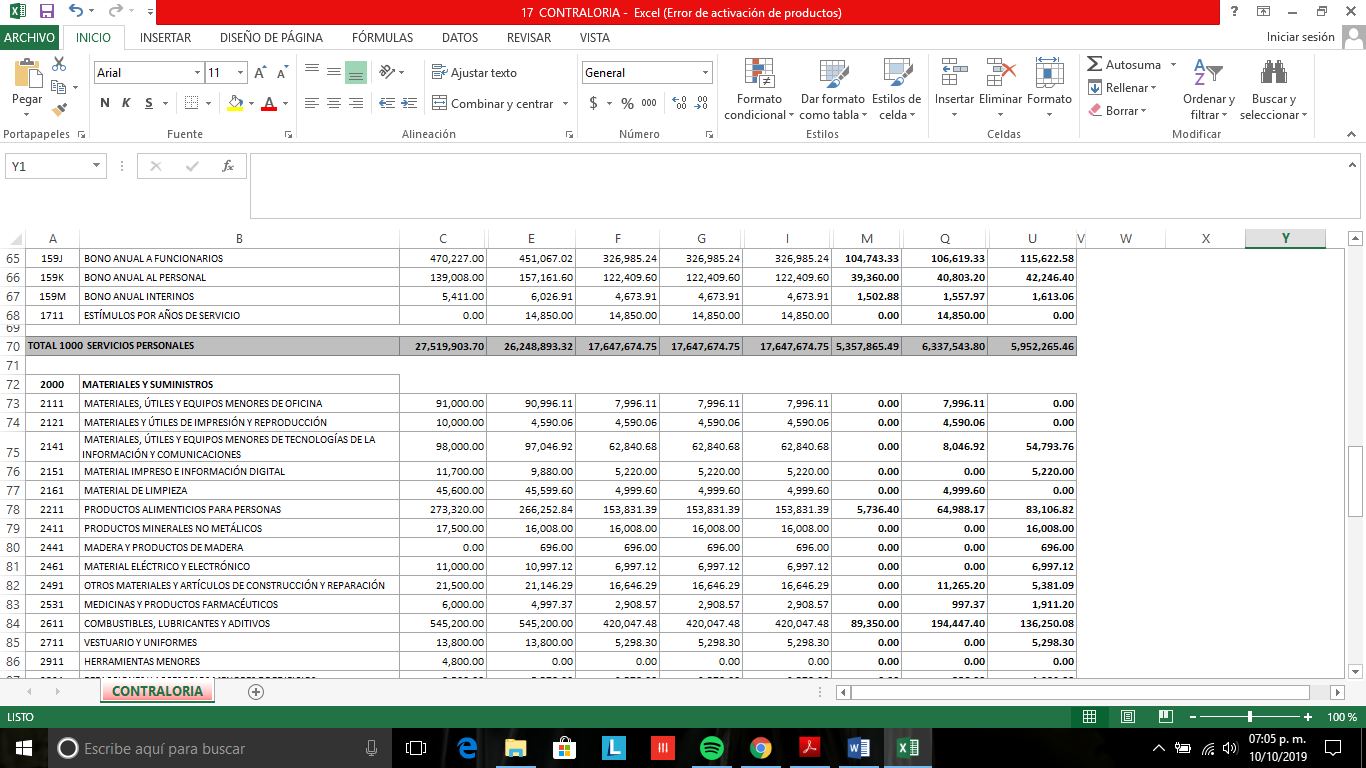 17 CONTRALORIA - Excel (Error de activación de productos)
ARCHIVO INICIO INSERTAR DISEÑO DE PÁGINA FÓRMULAS DATOS REVISAR VISTA Iniciar sesión
Pegar
Portapapeles
Arial 11
N K S
Fuente
Ajustar texto
Combinar y centrar
Alineación
General
$ % 000
Número
Formato condicional
Dar formato como tabla
Estilos de celda
Estilos
Insertar Eliminar Formato
Celdas
Autosuma
Rellenar
Borrar
Ordenar y filtrar
Buscar y seleccionar
Modificar
Y1
A B C E F G I M Q U V W X Y
65 159J BONO ANUAL A FUNCIONARIOS 470,227.00 451,067.02 326,985.24 326,985.24 326,985.24 104,743.33 106,619.33 115,622.58
66 159K BONO ANUAL AL PERSONAL 139,008.00 157,161.60 122,409.60 122,409.60 122,409.60 39,360.00 40,803.20 42,246.40
67 159M BONO ANUAL INTERINOS 5,411.00 6,026.91 4,673.91 4,673.91 4,673.91 1,502.88 1,557.97 1,613.06
68 1711 ESTÍMULOS POR AÑOS DE SERVICIO 0.00 14,850.00 14,850.00 14,850.00 14,850.00 0.00 14,850.00 0.00
69
70 TOTAL 1000 SERVICIOS PERSONALES 27,519,903.70 26,248,893.32 17,647,674.75 17,647,674.75 17,647,674.75 5,357,865.49 6,337,543.80 5,952,265.46
71
72 2000 MATERIALES Y SUMINISTROS
73 2111 MATERIALES, ÚTILES Y EQUIPOS MENORES DE OFICINA 91,000.00 90,996.11 7,996.11 7,996.11 7,996.11 0.00 7,996.11 0.00
74 2121 MATERIALES Y ÚTILES DE IMPRESIÓN Y REPRODUCCIÓN 10,000.00 4,590.06 4,590.06 4,590.06 4,590.06 0.00 4,590.06 0.00
75 2141 MATERIALES, ÚTILES Y EQUIPOS MENORES DE TECNOLOGÍAS DE LA
INFORMACIÓN Y COMUNICACIONES 98,000.00 97,046.92 62,840.68 62,840.68 62,840.68 0.00 8,046.92 54,793.76
76 2151 MATERIAL IMPRESO E INFORMACIÓN DIGITAL 11,700.00 9,880.00 5,220.00 5,220.00 5,220.00 0.00 0.00 5,220.00
77 2161 MATERIAL DE LIMPIEZA 45,600.00 45,599.60 4,999.60 4,999.60 4,999.60 0.00 4,999.60 0.00
78 2211 PRODUCTOS ALIMENTICIOS PARA PERSONAS 273,320.00 266,252.84 153,831.39 153,831.39 153,831.39 5,736.40 64,988.17 83,106.82
79 2411 PRODUCTOS MINERALES NO METÁLICOS 17,500.00 16,008.00 16,008.00 16,008.00 16,008.00 0.00 0.00 16,008.00
80 2441 MADERA Y PRODUCTOS DE MADERA 0.00 696.00 696.00 696.00 696.00 0.00 0.00 696.00
81 2461 MATERIAL ELÉCTRICO Y ELECTRÓNICO 11,000.00 10,997.12 6,997.12 6,997.12 6,997.12 0.00 0.00 6,997.12
82 2491 OTROS MATERIALES Y ARTÍCULOS DE CONSTRUCCIÓN Y REPARACIÓN 21,500.00 21,146.29 16,646.29 16,646.29 16,646.29 0.00 11,265.20 5,381.09
83 2531 MEDICINAS Y PRODUCTOS FARMACÉUTICOS 6,000.00 4,997.37 2,908.57 2,908.57 2,908.57 0.00 997.37 1,911.20
84 2611 COMBUSTIBLES, LUBRICANTES Y ADITIVOS 545,200.00 545,200.00 420,047.48 420,047.48 420,047.48 89,350.00 194,447.40 136,250.08
85 2711 VESTUARIO Y UNIFORMES 13,800.00 13,800.00 5,298.30 5,298.30 5,298.30 0.00 0.00 5,298.30
86 2911 HERRAMIENTAS MENORES 4,800.00 0.00 0.00 0.00 0.00 0.00 0.00 0.00
CONTRALORIA
LISTO 100 %
Escribe aquí para buscar
07:05 p. m.
10/10/2019